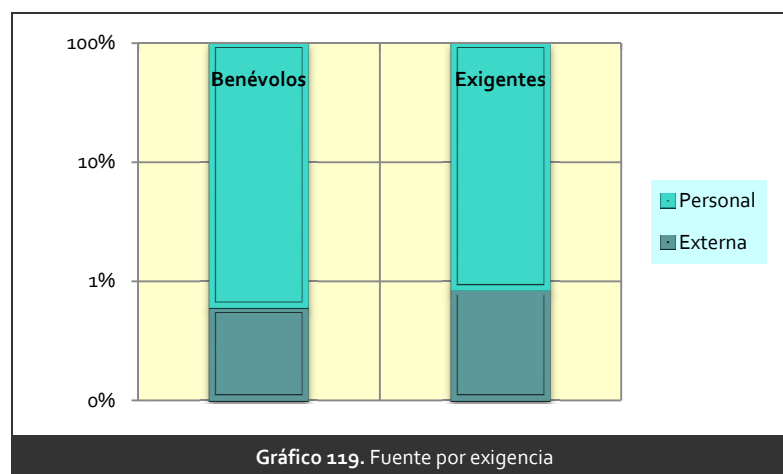 100%
Benévolos
Exigentes
10%
Personal
Externa
1%
0%
Gráfico 119. Fuente por exigencia